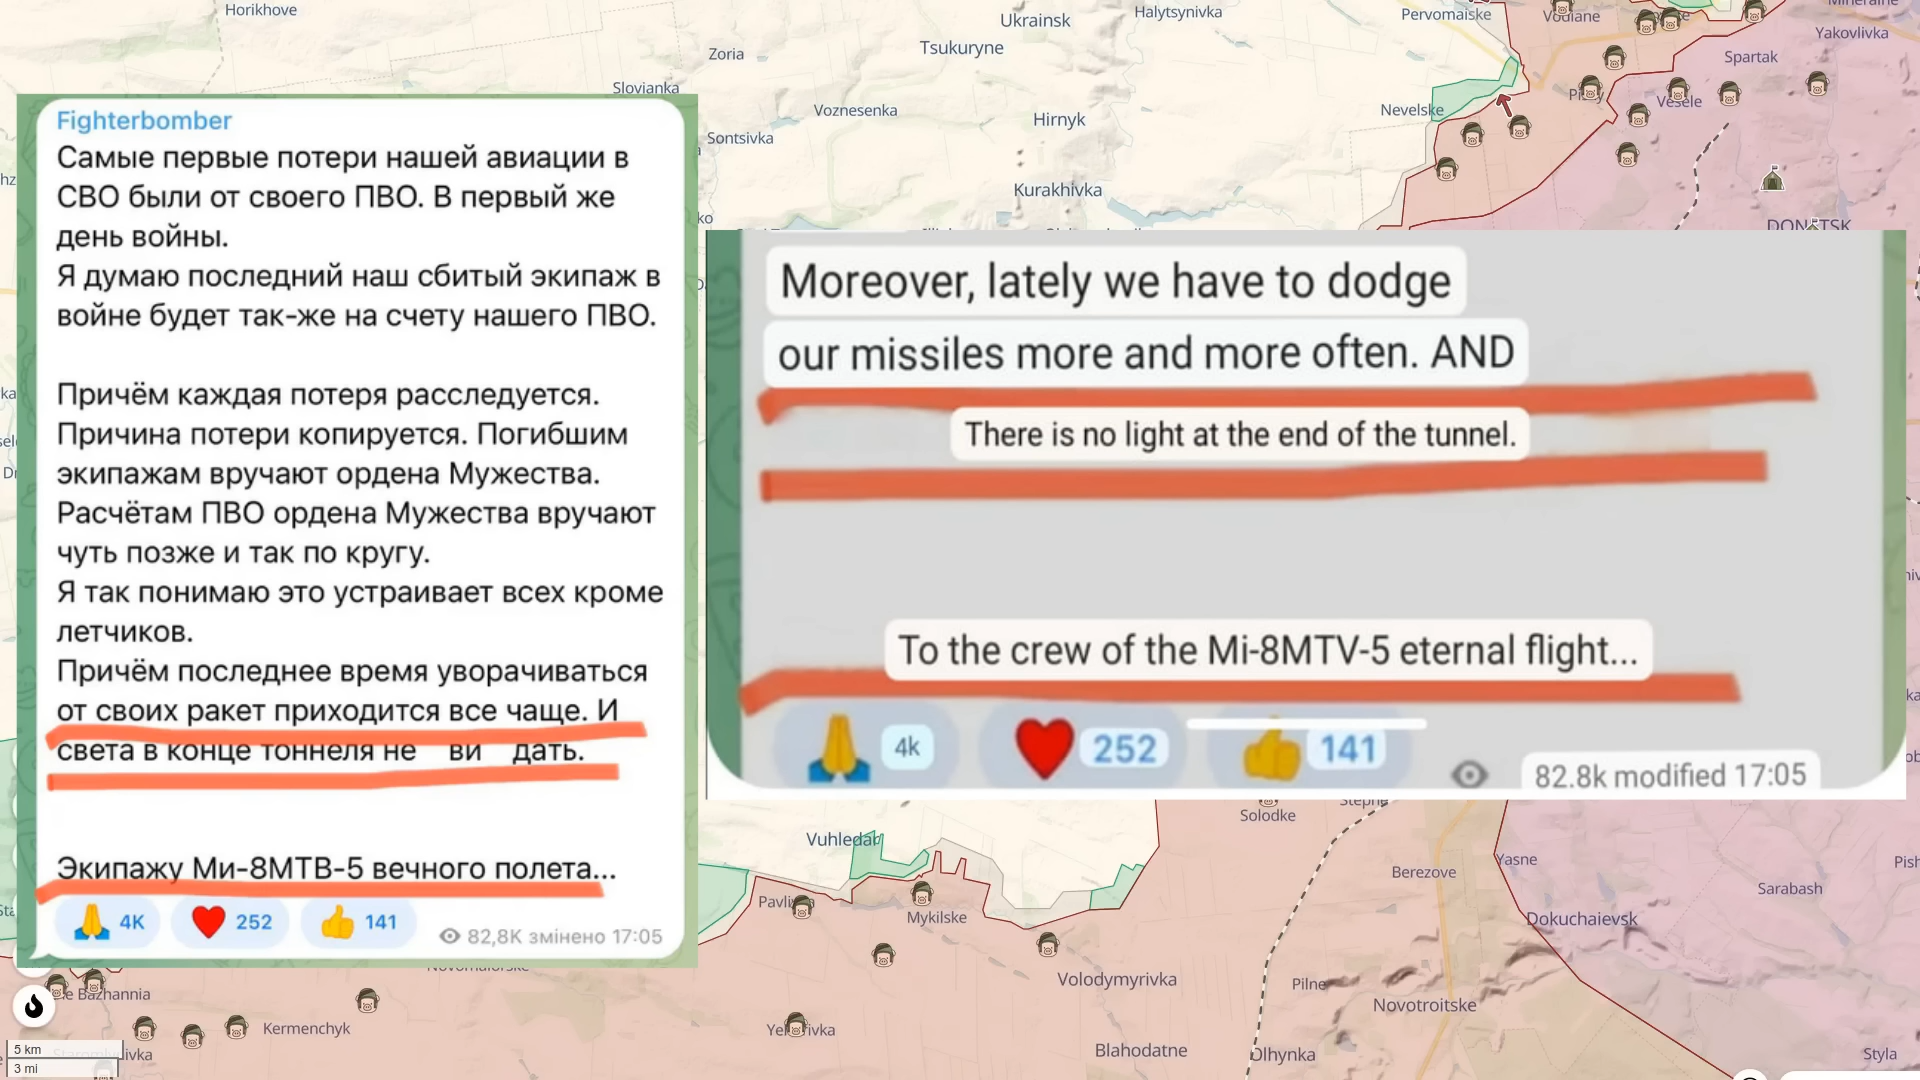 Fighterbomber
Самые первые потери нашей авиации в
СВО были от своего ПВО. В первый же
день войны.
Я думаю последний наш сбитый экипаж в
войне будет так-же на счету нашего ПВО.
Причём каждая потеря расследуется.
Причина потери копируется. Погибшим
экипажам вручают ордена Мужества.
Расчётам ПВО ордена Мужества вручают
чуть позже и так по кругу.
Я так понимаю это устраивает всех кроме
летчиков.
Причём последнее время уворачиваться
от своих ракет приходится все чаще. И
света в конце тоннеля не ви дать.
Экипажу Ми-8МТВ-5 вечного полета...
4K 252 141
82,8K змінено 17:05
Moreover, lately we have to dodge
our missiles more and more often. AND
There is no light at the end of the tunnel.
To the crew of the Mi-8MTV-5 eternal flight...
4k 252 141
82.8k modified 17:05
Horikhove
Ukrainsk
Halytsynivka
Pervomaiske
Vodiane
Yakovlivka
Zoria
Tsukuryne
Spartak
Slovianka
Voznesenka
Hirnyk
Nevelske
Vesele
Sontsivka
Kurakhivka
Vuhledar
Solodke
Yasne
Berezove
Sarabash
Mykilske
Dokuchaievsk
Volodymyrivka
Pilne
Novotroitske
Bazhannia
Kermenchyk
Blahodatne
Olhynka
Styla
5 km
3 mi